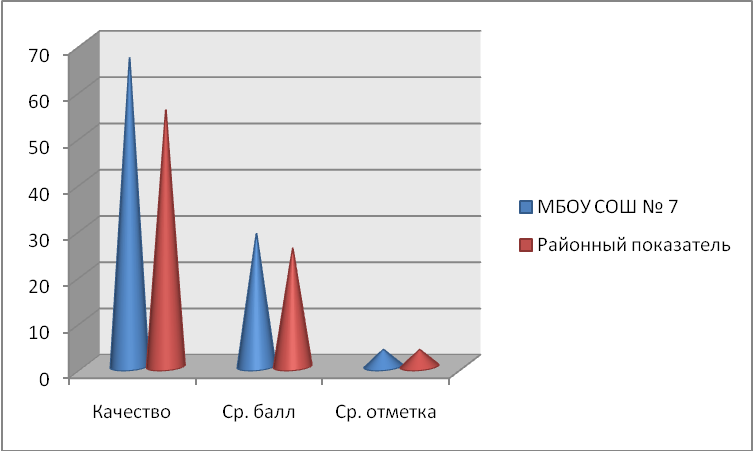 70
60
50
40
30
20
10
0
Качество
Ср. балл
Ср. отметка
МБОУ СОШ № 7
Районный показатель